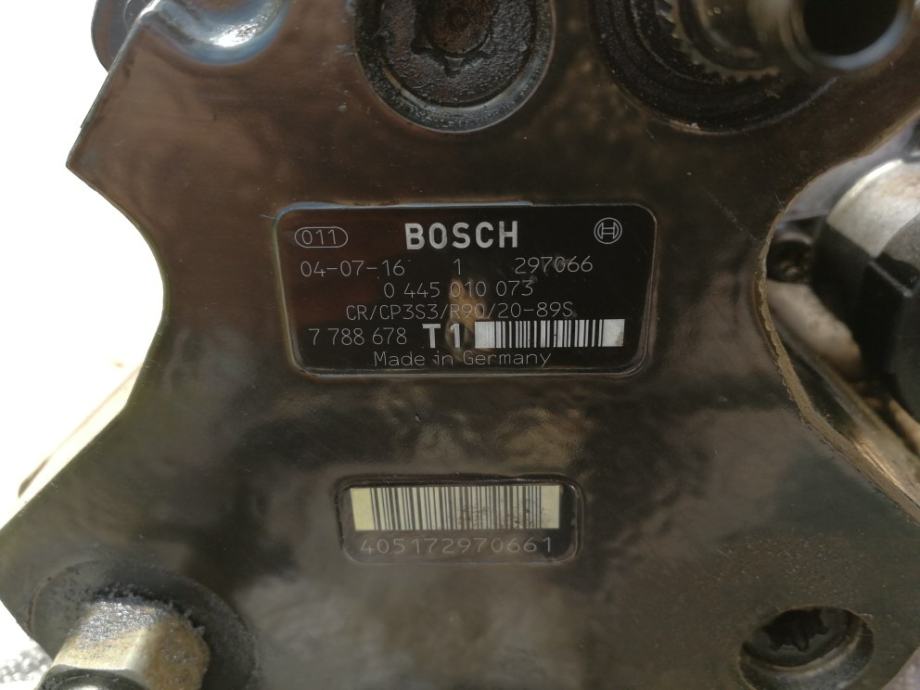 011 BOSCH
04-07-16 1 297066
0 445 010 073
CR/CP3S3/R90/20-89S
7 788 678 T1
Made in Germany
405172970661